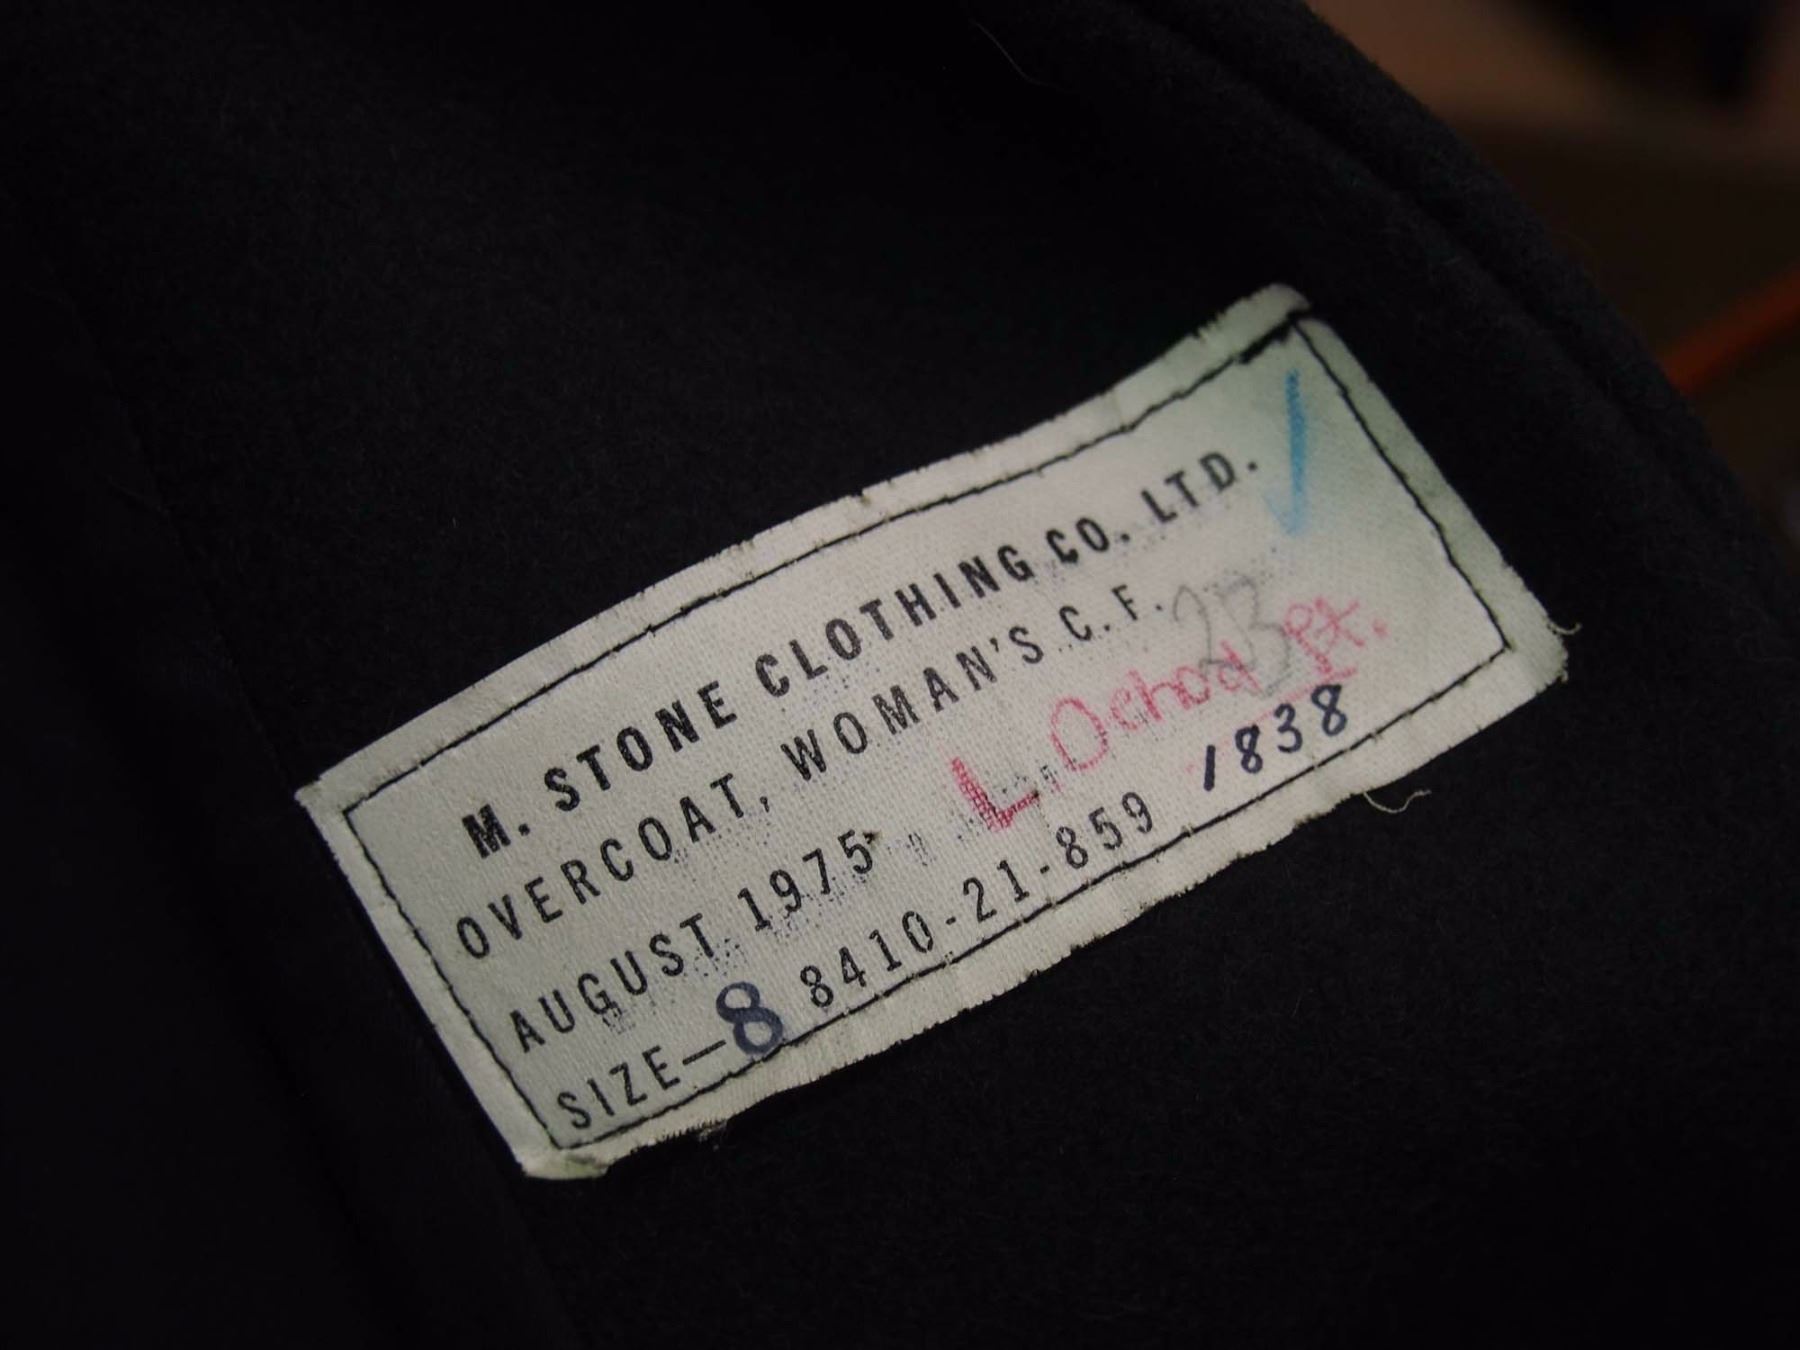 M. STONE CLOTHING CO. LTD.
OVERCOAT, WOMAN'S C. F. 23
AUGUST 1975 L. Ochoa Pt.
SIZE—8 8410-21-859 1838